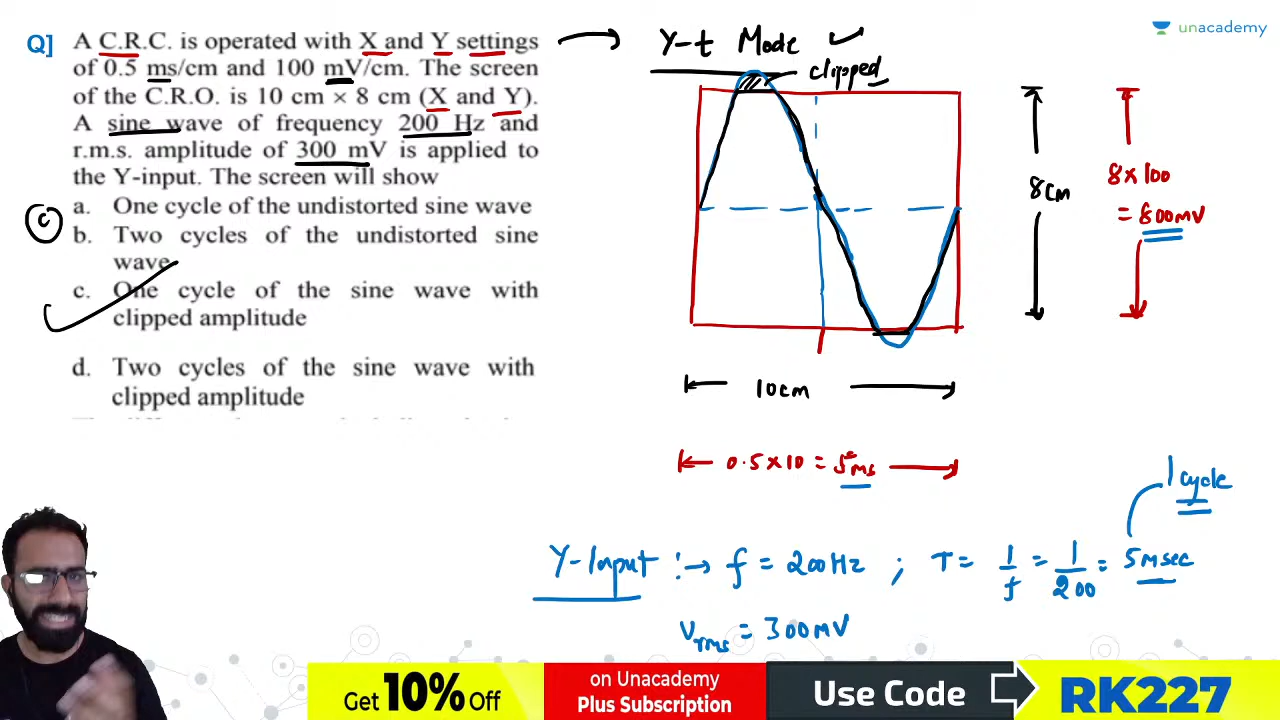 Q] A C.R.C. is operated with X and Y settings
of 0.5 ms/cm and 100 mV/cm. The screen
of the C.R.O. is 10 cm × 8 cm (X and Y).
A sine wave of frequency 200 Hz and
r.m.s. amplitude of 300 mV is applied to
the Y-input. The screen will show
a. One cycle of the undistorted sine wave
b. Two cycles of the undistorted sine
wave
c. One cycle of the sine wave with
clipped amplitude
d. Two cycles of the sine wave with
clipped amplitude
C
Y-t Mode
clipped
unacademy
8cm
8×100
= 800mV
10cm
0.5×10 = 5ms
1 cycle
Y-Input :→ f = 200Hz ; T = 1/f = 1/200 = 5msec
Vrms = 300mV
Get 10% Off
on Unacademy
Plus Subscription
Use Code
RK227